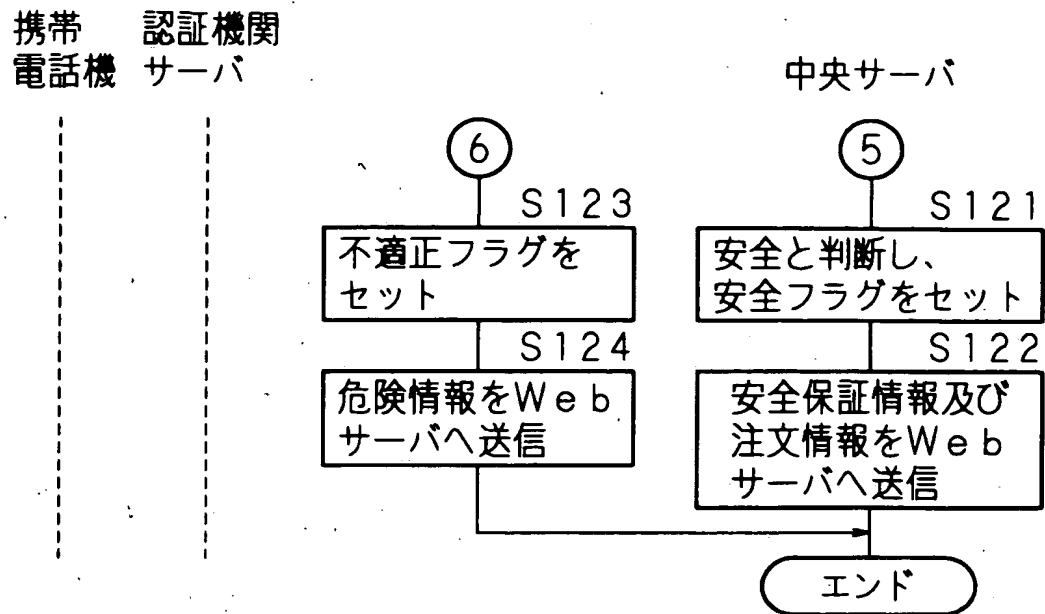 携帯 認証機関
電話機 サーバ
中央サーバ
6
5
S123
不適正フラグを
セット
S121
安全と判断し、
安全フラグをセット
S124
危険情報をWeb
サーバへ送信
S122
安全保証情報及び
注文情報をWeb
サーバへ送信
エンド